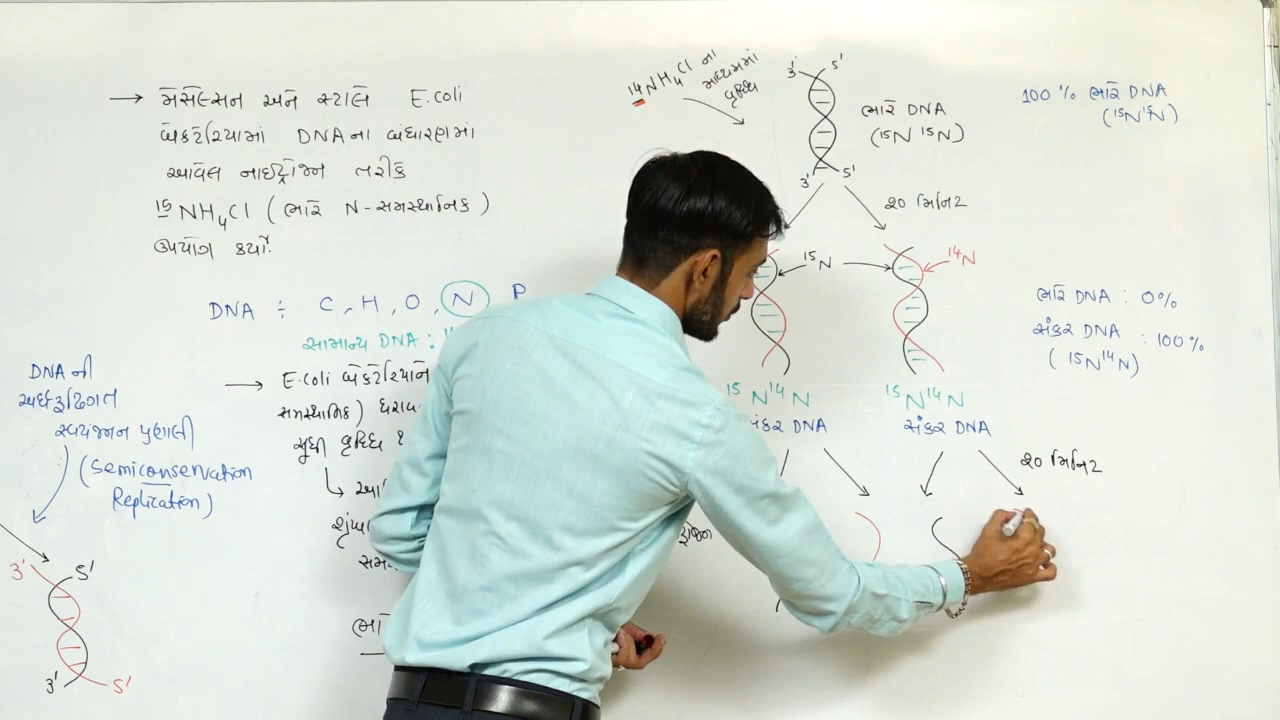 → મેસેલ્સન અને સ્ટાલે E.coli
બેક્ટેરિયામાં DNA ના બંધારણમાં
આવેલ નાઈટ્રોજન તરીકે
¹⁵NH₄Cl ( ભારે N-સમસ્થાનિક )
ઉપયોગ કર્યો.
DNA ÷ C, H, O, N P
સામાન્ય DNA :
→ E.coli બેક્ટેરિયાને
સમસ્થાનિક)
સુધી વૃધ્ધિ
DNA ની
અર્ધરૂઢિગત
સ્વયંજનન પ્રણાલી
(Semiconservation
Replication)
3' 5'
3' 5'
¹⁴NH₄Cl ના
માધ્યમમાં
વૃધ્ધિ
3' 5'
ભારે DNA
(¹⁵N ¹⁵N)
3' 5'
20 મિનિટ
¹⁵N ¹⁴N
¹⁵N¹⁴N ¹⁵N¹⁴N
DNA સંકર DNA
20 મિનિટ
100 % ભારે DNA
(¹⁵N¹⁵N)
ભારે DNA : 0%
સંકર DNA : 100%
(¹⁵N¹⁴N)